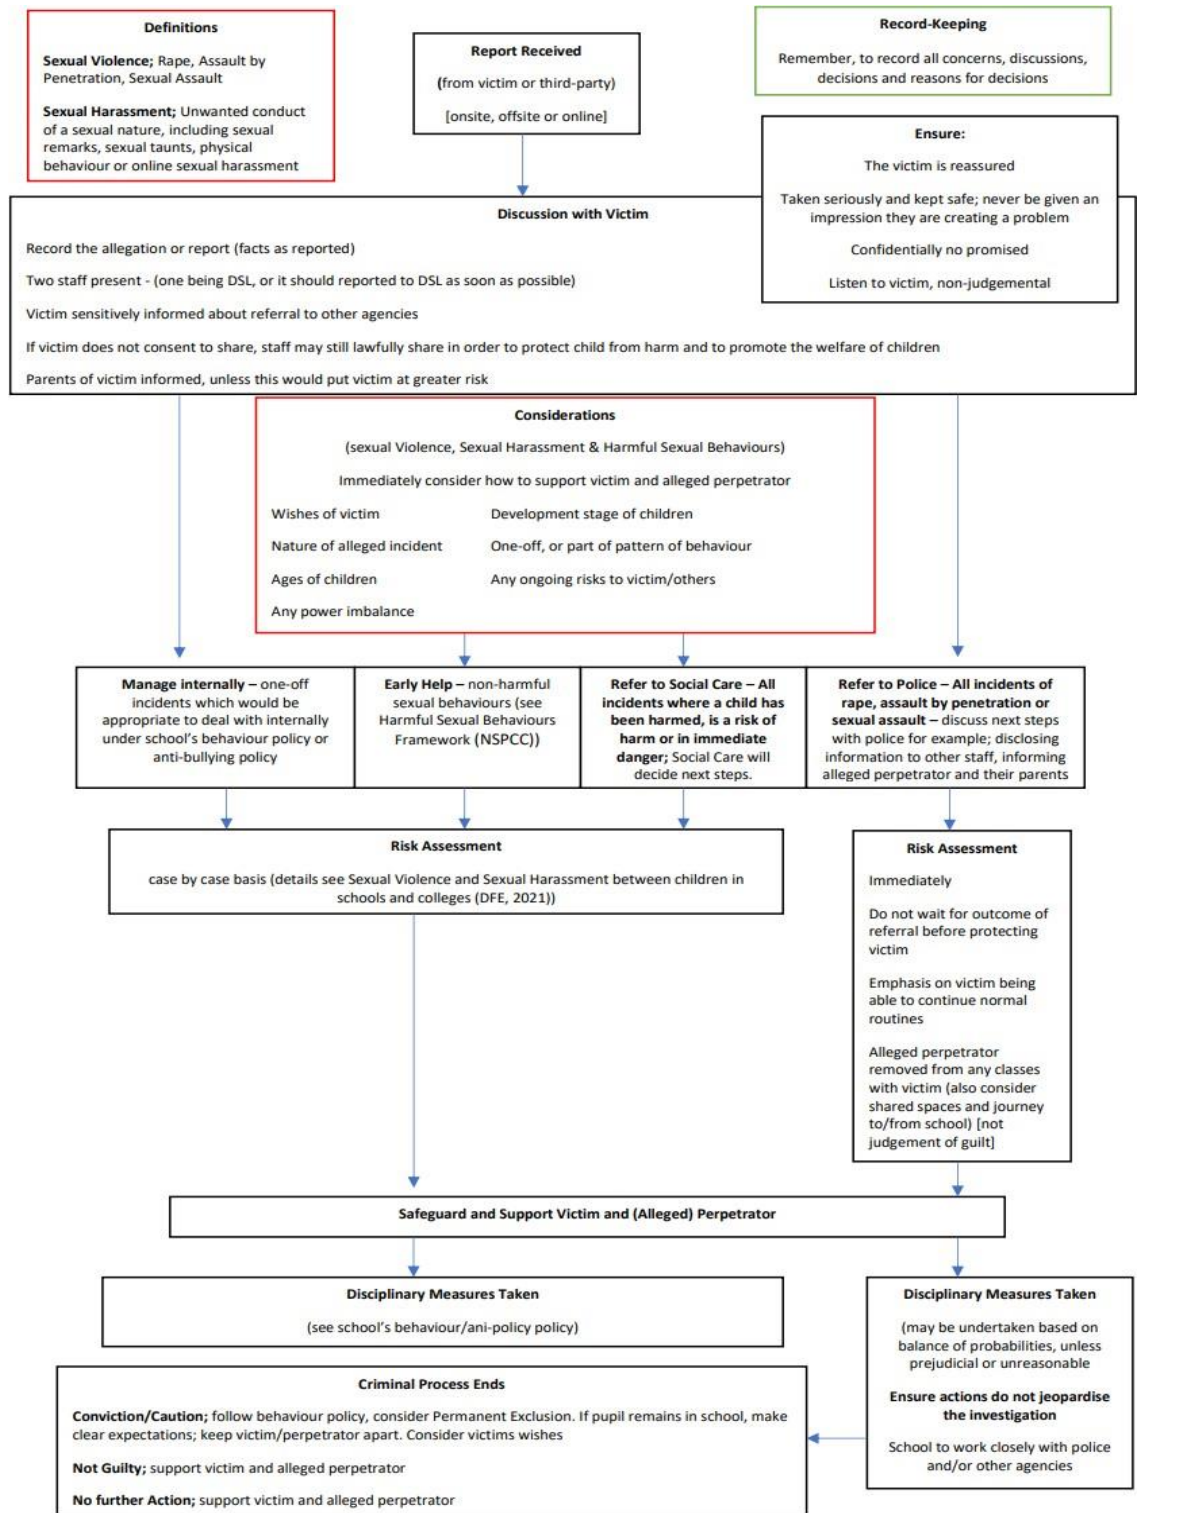 Definitions
Sexual Violence; Rape, Assault by
Penetration, Sexual Assault
Sexual Harassment; Unwanted conduct
of a sexual nature, including sexual
remarks, sexual taunts, physical
behaviour or online sexual harassment
Report Received
(from victim or third-party)
[onsite, offsite or online]
Record-Keeping
Remember, to record all concerns, discussions,
decisions and reasons for decisions
Ensure:
The victim is reassured
Taken seriously and kept safe; never be given an
impression they are creating a problem
Confidentially no promised
Listen to victim, non-judgemental
Discussion with Victim
Record the allegation or report (facts as reported)
Two staff present - (one being DSL, or it should reported to DSL as soon as possible)
Victim sensitively informed about referral to other agencies
If victim does not consent to share, staff may still lawfully share in order to protect child from harm and to promote the welfare of children
Parents of victim informed, unless this would put victim at greater risk
Considerations
(sexual Violence, Sexual Harassment & Harmful Sexual Behaviours)
Immediately consider how to support victim and alleged perpetrator
Wishes of victim
Development stage of children
Nature of alleged incident
One-off, or part of pattern of behaviour
Ages of children
Any ongoing risks to victim/others
Any power imbalance
Manage internally – one-off
incidents which would be
appropriate to deal with internally
under school's behaviour policy or
anti-bullying policy
Early Help – non-harmful
sexual behaviours (see
Harmful Sexual Behaviours
Framework (NSPCC))
Refer to Social Care – All
incidents where a child has
been harmed, is a risk of
harm or in immediate
danger; Social Care will
decide next steps.
Refer to Police – All incidents of
rape, assault by penetration or
sexual assault – discuss next steps
with police for example; disclosing
information to other staff, informing
alleged perpetrator and their parents
Risk Assessment
case by case basis (details see Sexual Violence and Sexual Harassment between children in
schools and colleges (DFE, 2021))
Risk Assessment
Immediately
Do not wait for outcome of
referral before protecting
victim
Emphasis on victim being
able to continue normal
routines
Alleged perpetrator
removed from any classes
with victim (also consider
shared spaces and journey
to/from school) [not
judgement of guilt]
Safeguard and Support Victim and (Alleged) Perpetrator
Disciplinary Measures Taken
(see school's behaviour/ani-policy policy)
Disciplinary Measures Taken
(may be undertaken based on
balance of probabilities, unless
prejudicial or unreasonable
Ensure actions do not jeopardise
the investigation
School to work closely with police
and/or other agencies
Criminal Process Ends
Conviction/Caution; follow behaviour policy, consider Permanent Exclusion. If pupil remains in school, make
clear expectations; keep victim/perpetrator apart. Consider victims wishes
Not Guilty; support victim and alleged perpetrator
No further Action; support victim and alleged perpetrator